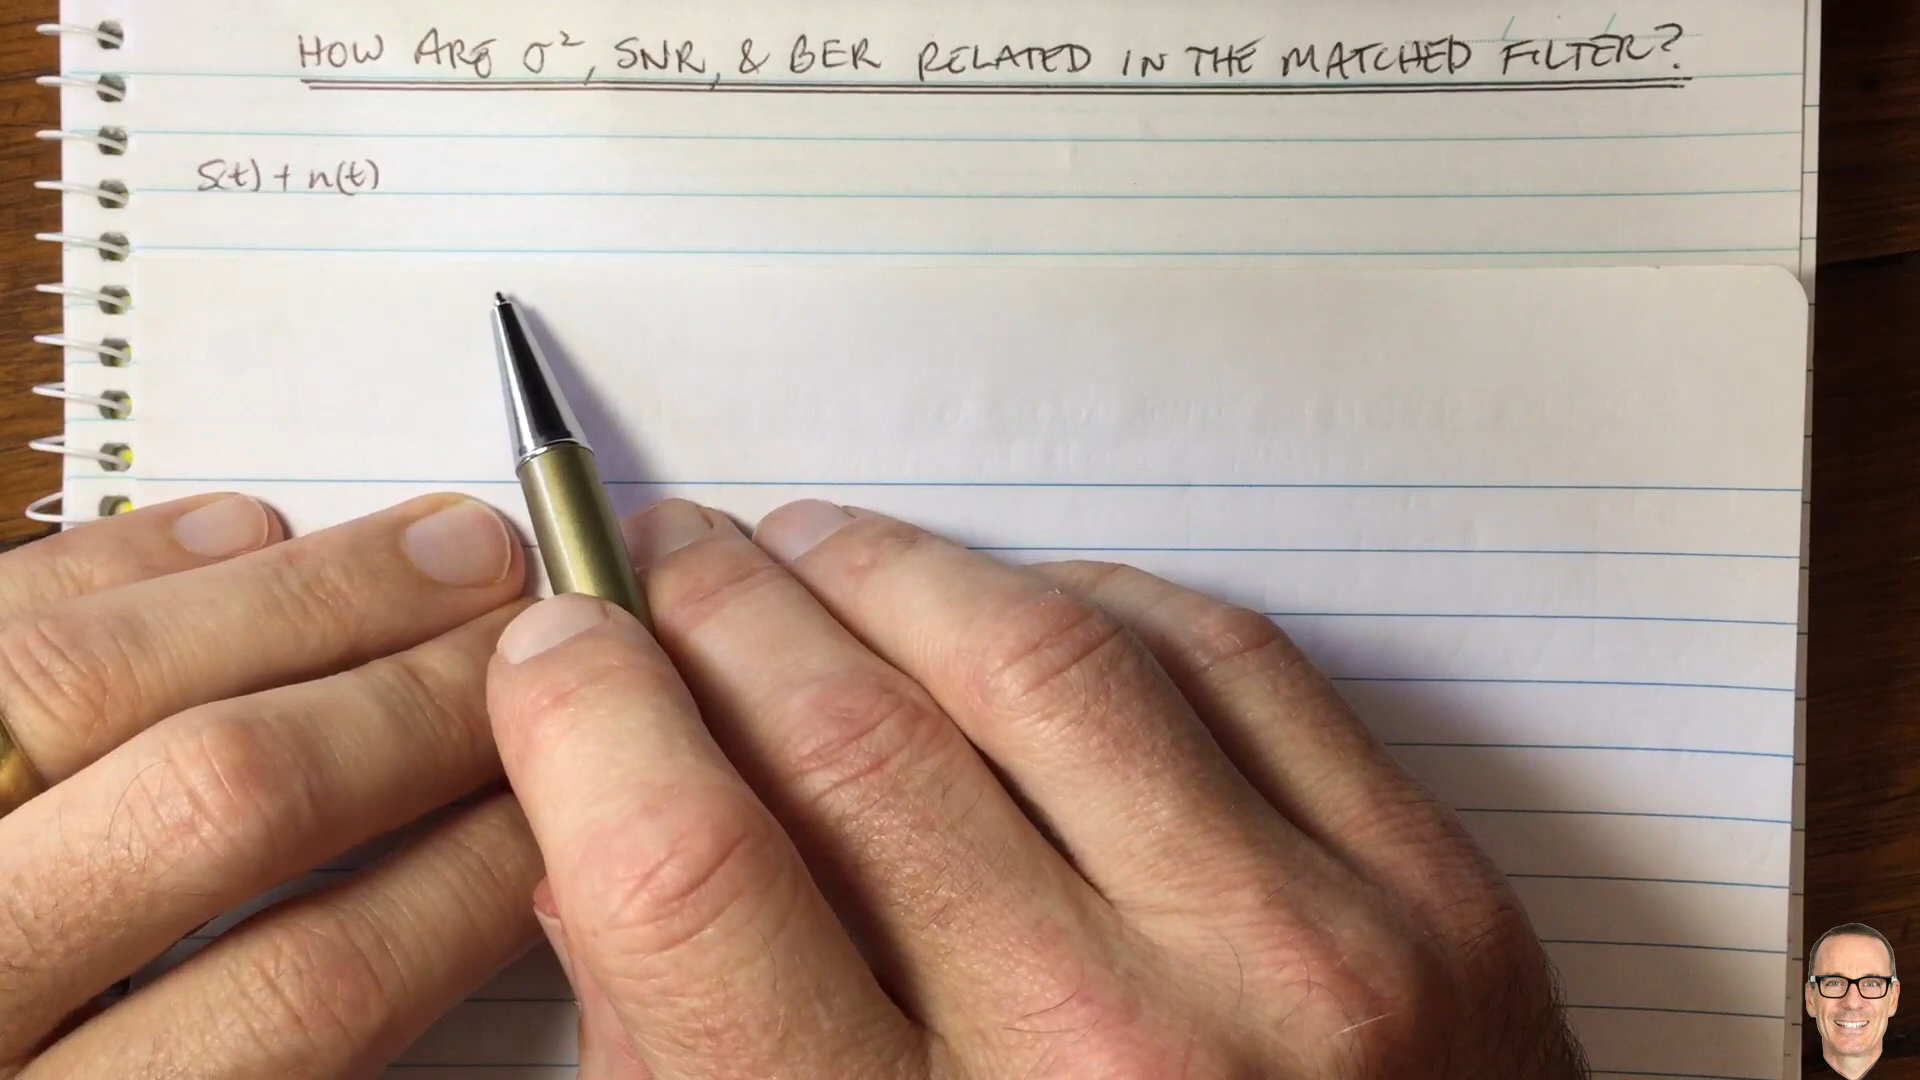 HOW ARE σ², SNR, & BER RELATED IN THE MATCHED FILTER?
s(t) + n(t)